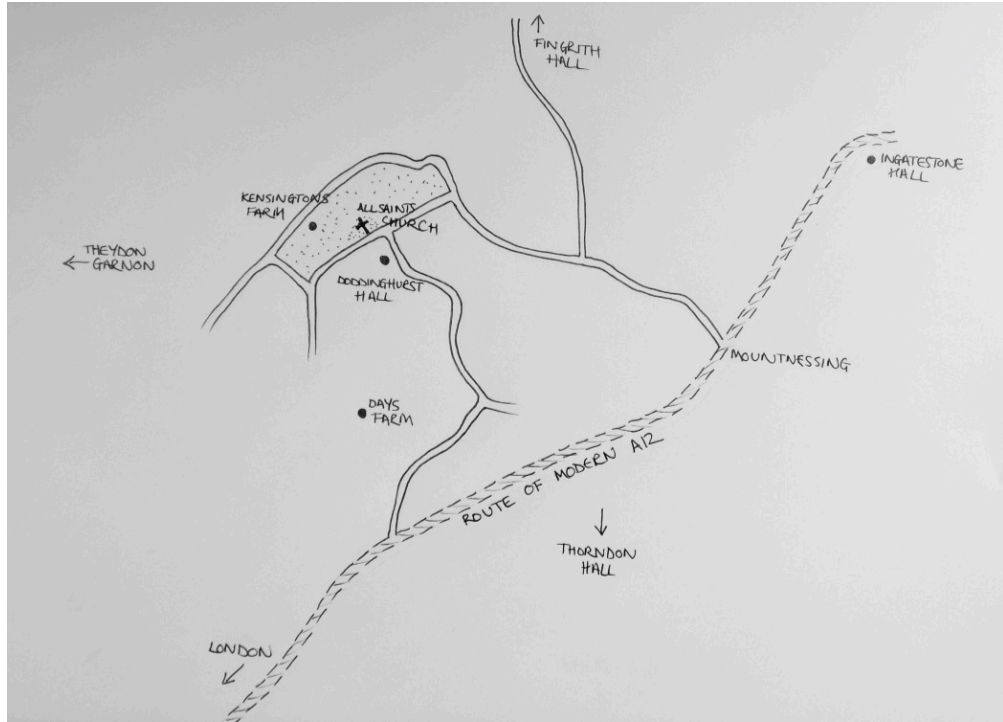 FINGRITH
HALL
INGATESTONE
HALL
KENSINGTONS
FARM
ALL SAINTS
CHURCH
THEYDON
GARNON
DODDINGHURST
HALL
MOUNTNESSING
DAYS
FARM
ROUTE OF MODERN A12
THORNDON
HALL
LONDON